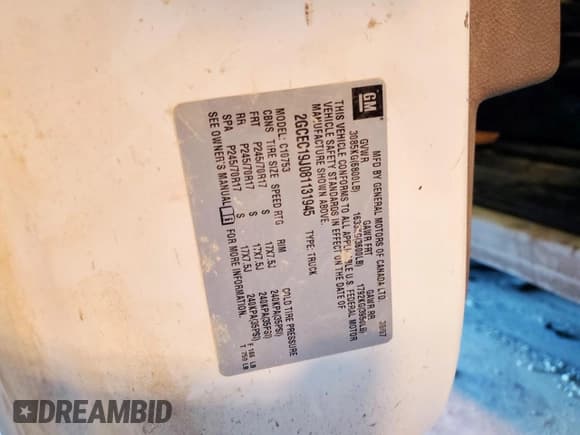 GM
MFD BY GENERAL MOTORS OF CANADA LTD.
GVWR GAWR FRT GAWR RR
3085KG(6800LB) (3600LB) 1792KG(3950LB)
THIS VEHICLE CONFORMS TO ALL APPLICABLE U.S. FEDERAL MOTOR
VEHICLE SAFETY STANDARDS IN EFFECT ON THE DATE OF
MANUFACTURE SHOWN ABOVE.
2GCEC19J081131945 TYPE: TRUCK
MODEL: C10753
CBNS TIRE SIZE SPEED RTG RIM COLD TIRE PRESSURE
FRT P245/70R17 S 17X7.5J 240KPA(35PSI)
RR P245/70R17 S 17X7.5J 240KPA(35PSI)
SPA P245/70R17 S 17X7.5J 240KPA(35PSI)
SEE OWNER'S MANUAL FOR MORE INFORMATION.
DREAMBID